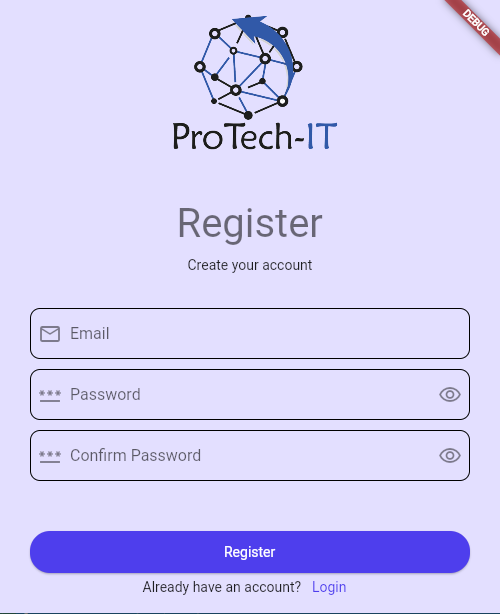 DEBUG
ProTech-IT
Register
Create your account
Email
*** Password
*** Confirm Password
Register
Already have an account? Login